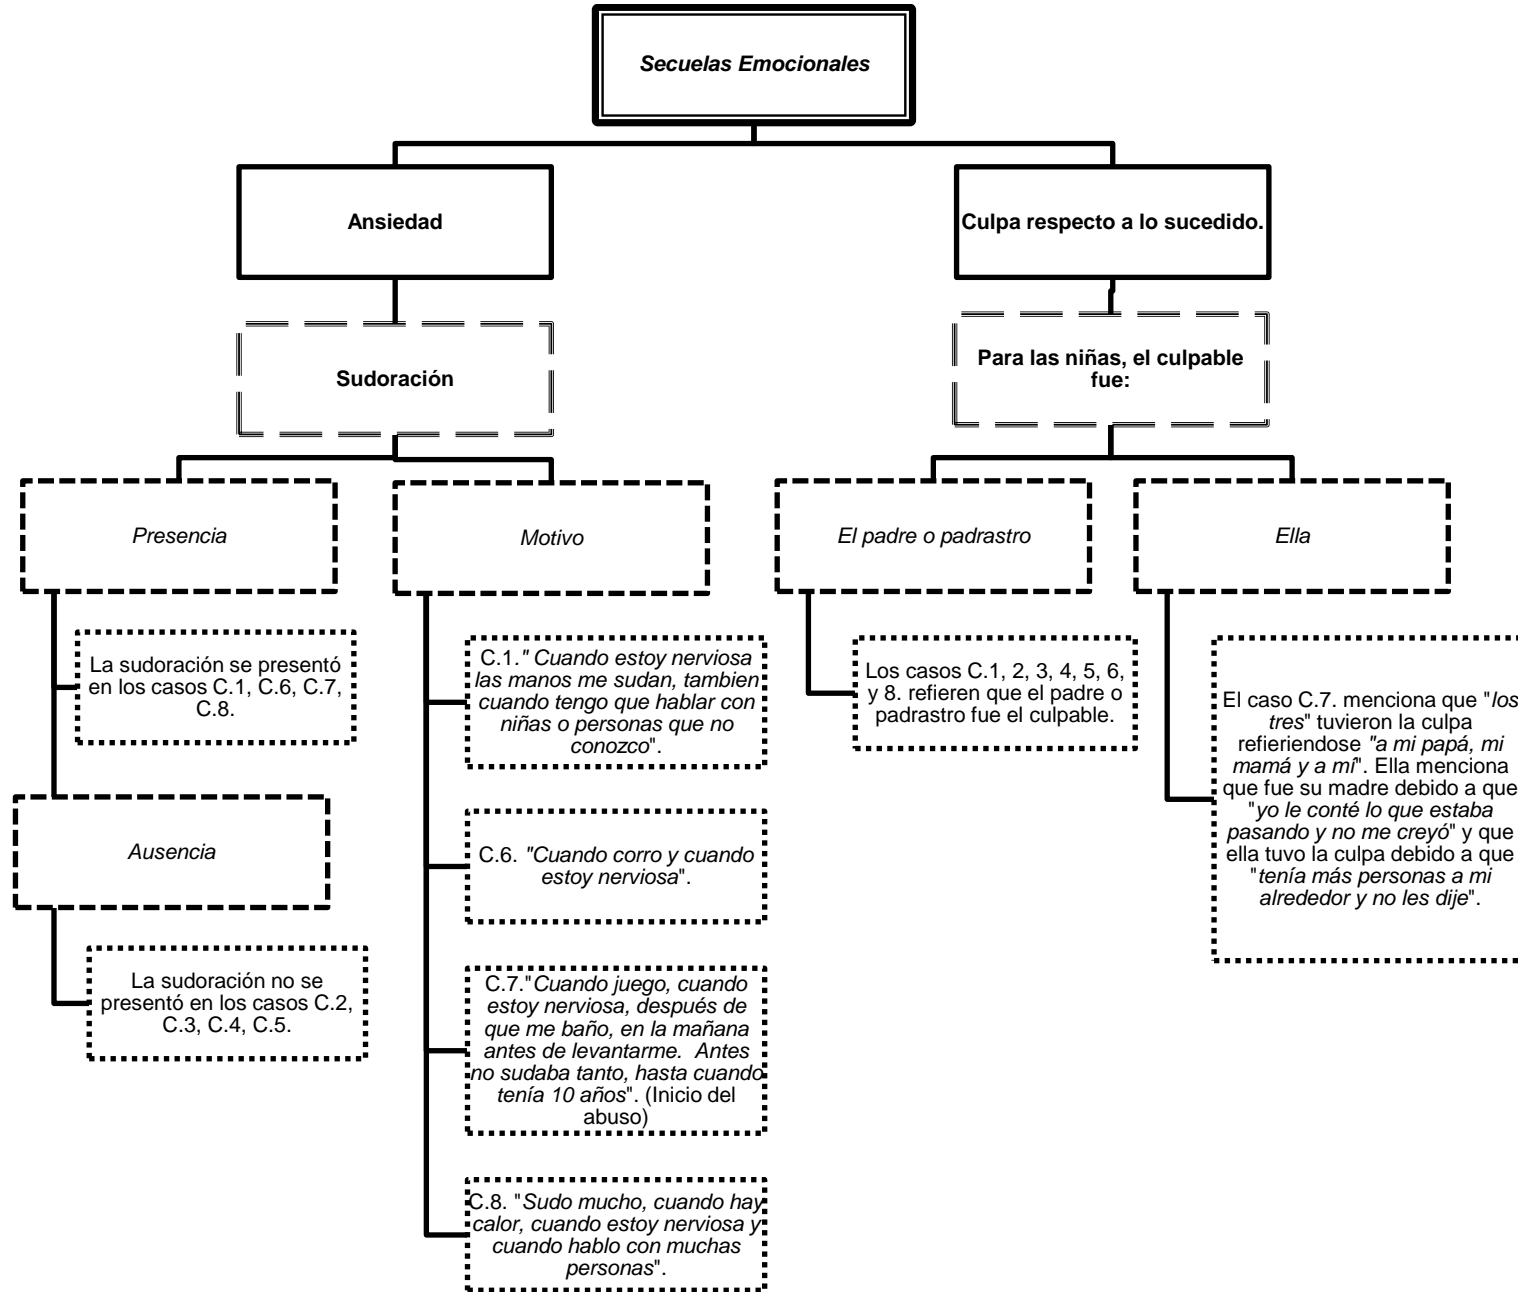 Secuelas Emocionales
Ansiedad
Culpa respecto a lo sucedido.
Sudoración
Para las niñas, el culpable
fue:
Presencia
Motivo
El padre o padrastro
Ella
La sudoración se presentó
en los casos C.1, C.6, C.7,
C.8.
Ausencia
La sudoración no se
presentó en los casos C.2,
C.3, C.4, C.5.
C.1." Cuando estoy nerviosa
las manos me sudan, tambien
cuando tengo que hablar con
niñas o personas que no
conozco".
C.6. "Cuando corro y cuando
estoy nerviosa".
C.7."Cuando juego, cuando
estoy nerviosa, después de
que me baño, en la mañana
antes de levantarme.  Antes
no sudaba tanto, hasta cuando
tenía 10 años". (Inicio del
abuso)
C.8. "Sudo mucho, cuando hay
calor, cuando estoy nerviosa y
cuando hablo con muchas
personas".
Los casos C.1, 2, 3, 4, 5, 6,
y 8. refieren que el padre o
padrastro fue el culpable.
El caso C.7. menciona que "los
tres" tuvieron la culpa
refieriendose "a mi papá, mi
mamá y a mí". Ella menciona
que fue su madre debido a que
"yo le conté lo que estaba
pasando y no me creyó" y que
ella tuvo la culpa debido a que
"tenía más personas a mi
alrededor y no les dije".